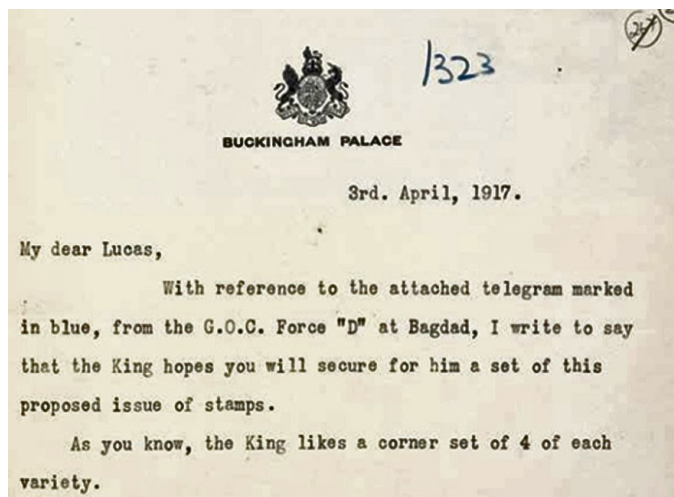 1323
BUCKINGHAM PALACE
3rd. April, 1917.
My dear Lucas,
With reference to the attached telegram marked
in blue, from the G.O.C. Force "D" at Bagdad, I write to say
that the King hopes you will secure for him a set of this
proposed issue of stamps.
As you know, the King likes a corner set of 4 of each
variety.